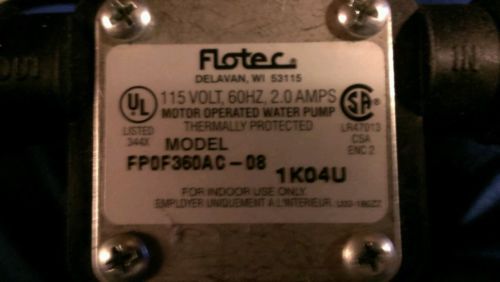 Flotec
DELAVAN, WI 53115
UL
115 VOLT, 60HZ, 2.0 AMPS
MOTOR OPERATED WATER PUMP
THERMALLY PROTECTED
LISTED
344X
SA
LR47013
CSA
ENC 2
MODEL
FP0F360AC-08
1K04U
FOR INDOOR USE ONLY
EMPLOYER UNIQUEMENT A L'INTERIEUR.